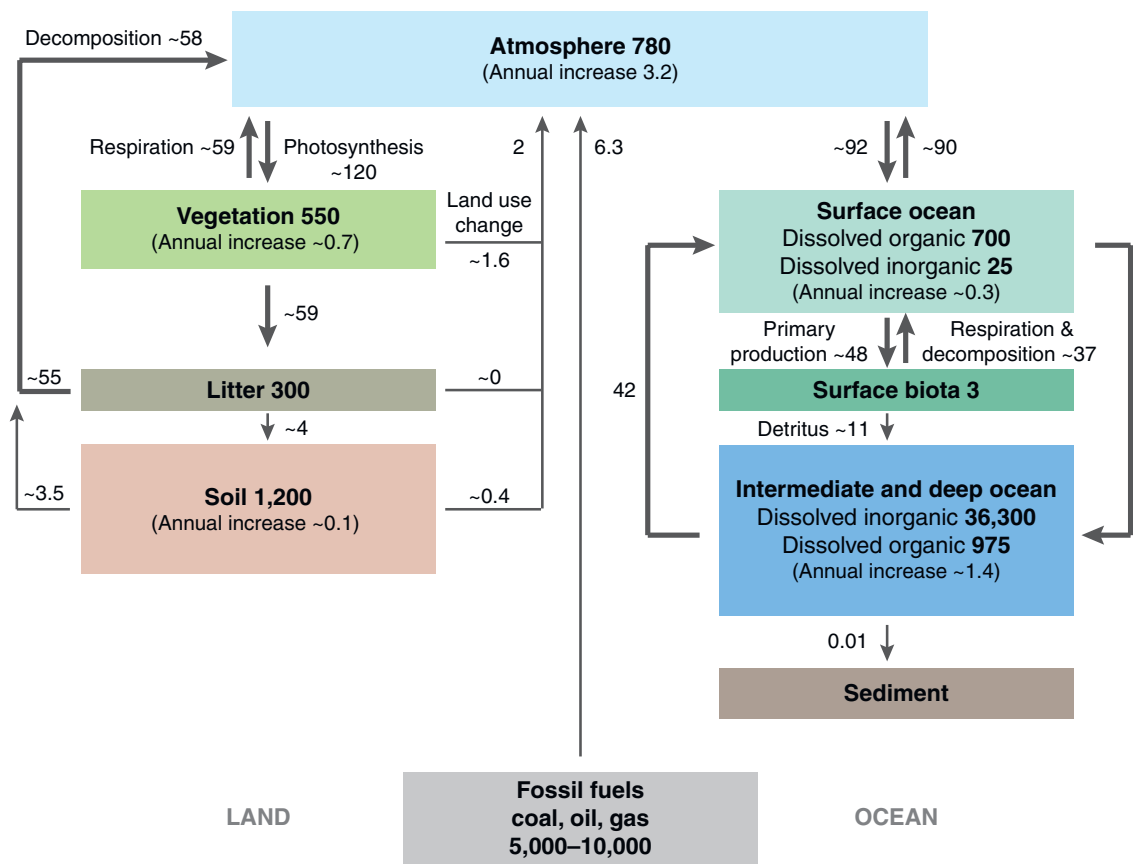 Decomposition ~58
Atmosphere 780
(Annual increase 3.2)
Respiration ~59
Photosynthesis
~120
2
6.3
~92
~90
Vegetation 550
(Annual increase ~0.7)
Land use
change
~1.6
Surface ocean
Dissolved organic 700
Dissolved inorganic 25
(Annual increase ~0.3)
~59
Primary
production ~48
Respiration &
decomposition ~37
~55
Litter 300
~0
42
Surface biota 3
~4
Detritus ~11
~3.5
Soil 1,200
(Annual increase ~0.1)
~0.4
Intermediate and deep ocean
Dissolved inorganic 36,300
Dissolved organic 975
(Annual increase ~1.4)
0.01
Sediment
LAND
Fossil fuels
coal, oil, gas
5,000–10,000
OCEAN